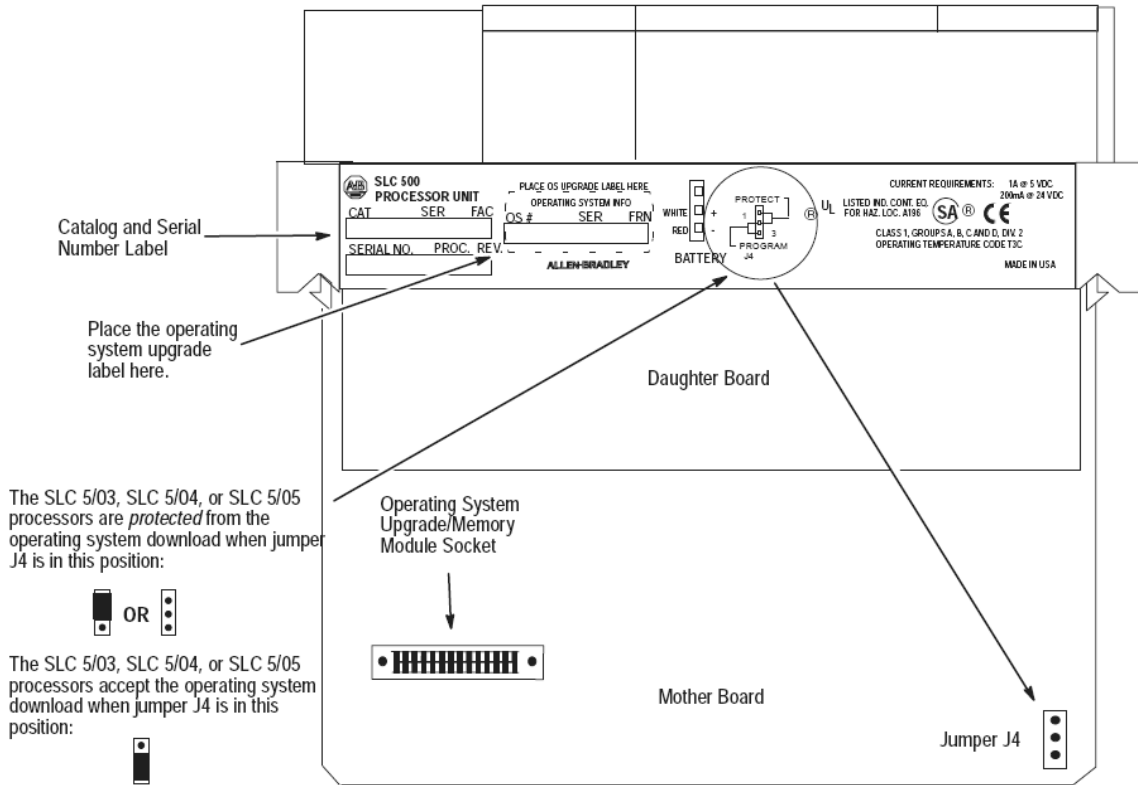 SLC 500
PROCESSOR UNIT
CAT SER FAC
SERIAL NO. PROC. REV.
PLACE OS UPGRADE LABEL HERE
OPERATING SYSTEM INFO
OS # SER FRN
ALLEN-BRADLEY
WHITE +
RED -
BATTERY
PROTECT
1
3
PROGRAM
J4
® UL
LISTED IND. CONT. EQ.
FOR HAZ. LOC. A196
SA ® CE
CURRENT REQUIREMENTS: 1A @ 5 VDC
200mA @ 24 VDC
CLASS 1, GROUPS A, B, C AND D, DIV. 2
OPERATING TEMPERATURE CODE T3C
MADE IN USA
Catalog and Serial
Number Label
Place the operating
system upgrade
label here.
Daughter Board
The SLC 5/03, SLC 5/04, or SLC 5/05
processors are protected from the
operating system download when jumper
J4 is in this position:
OR
The SLC 5/03, SLC 5/04, or SLC 5/05
processors accept the operating system
download when jumper J4 is in this
position:
Operating System
Upgrade/Memory
Module Socket
Mother Board
Jumper J4